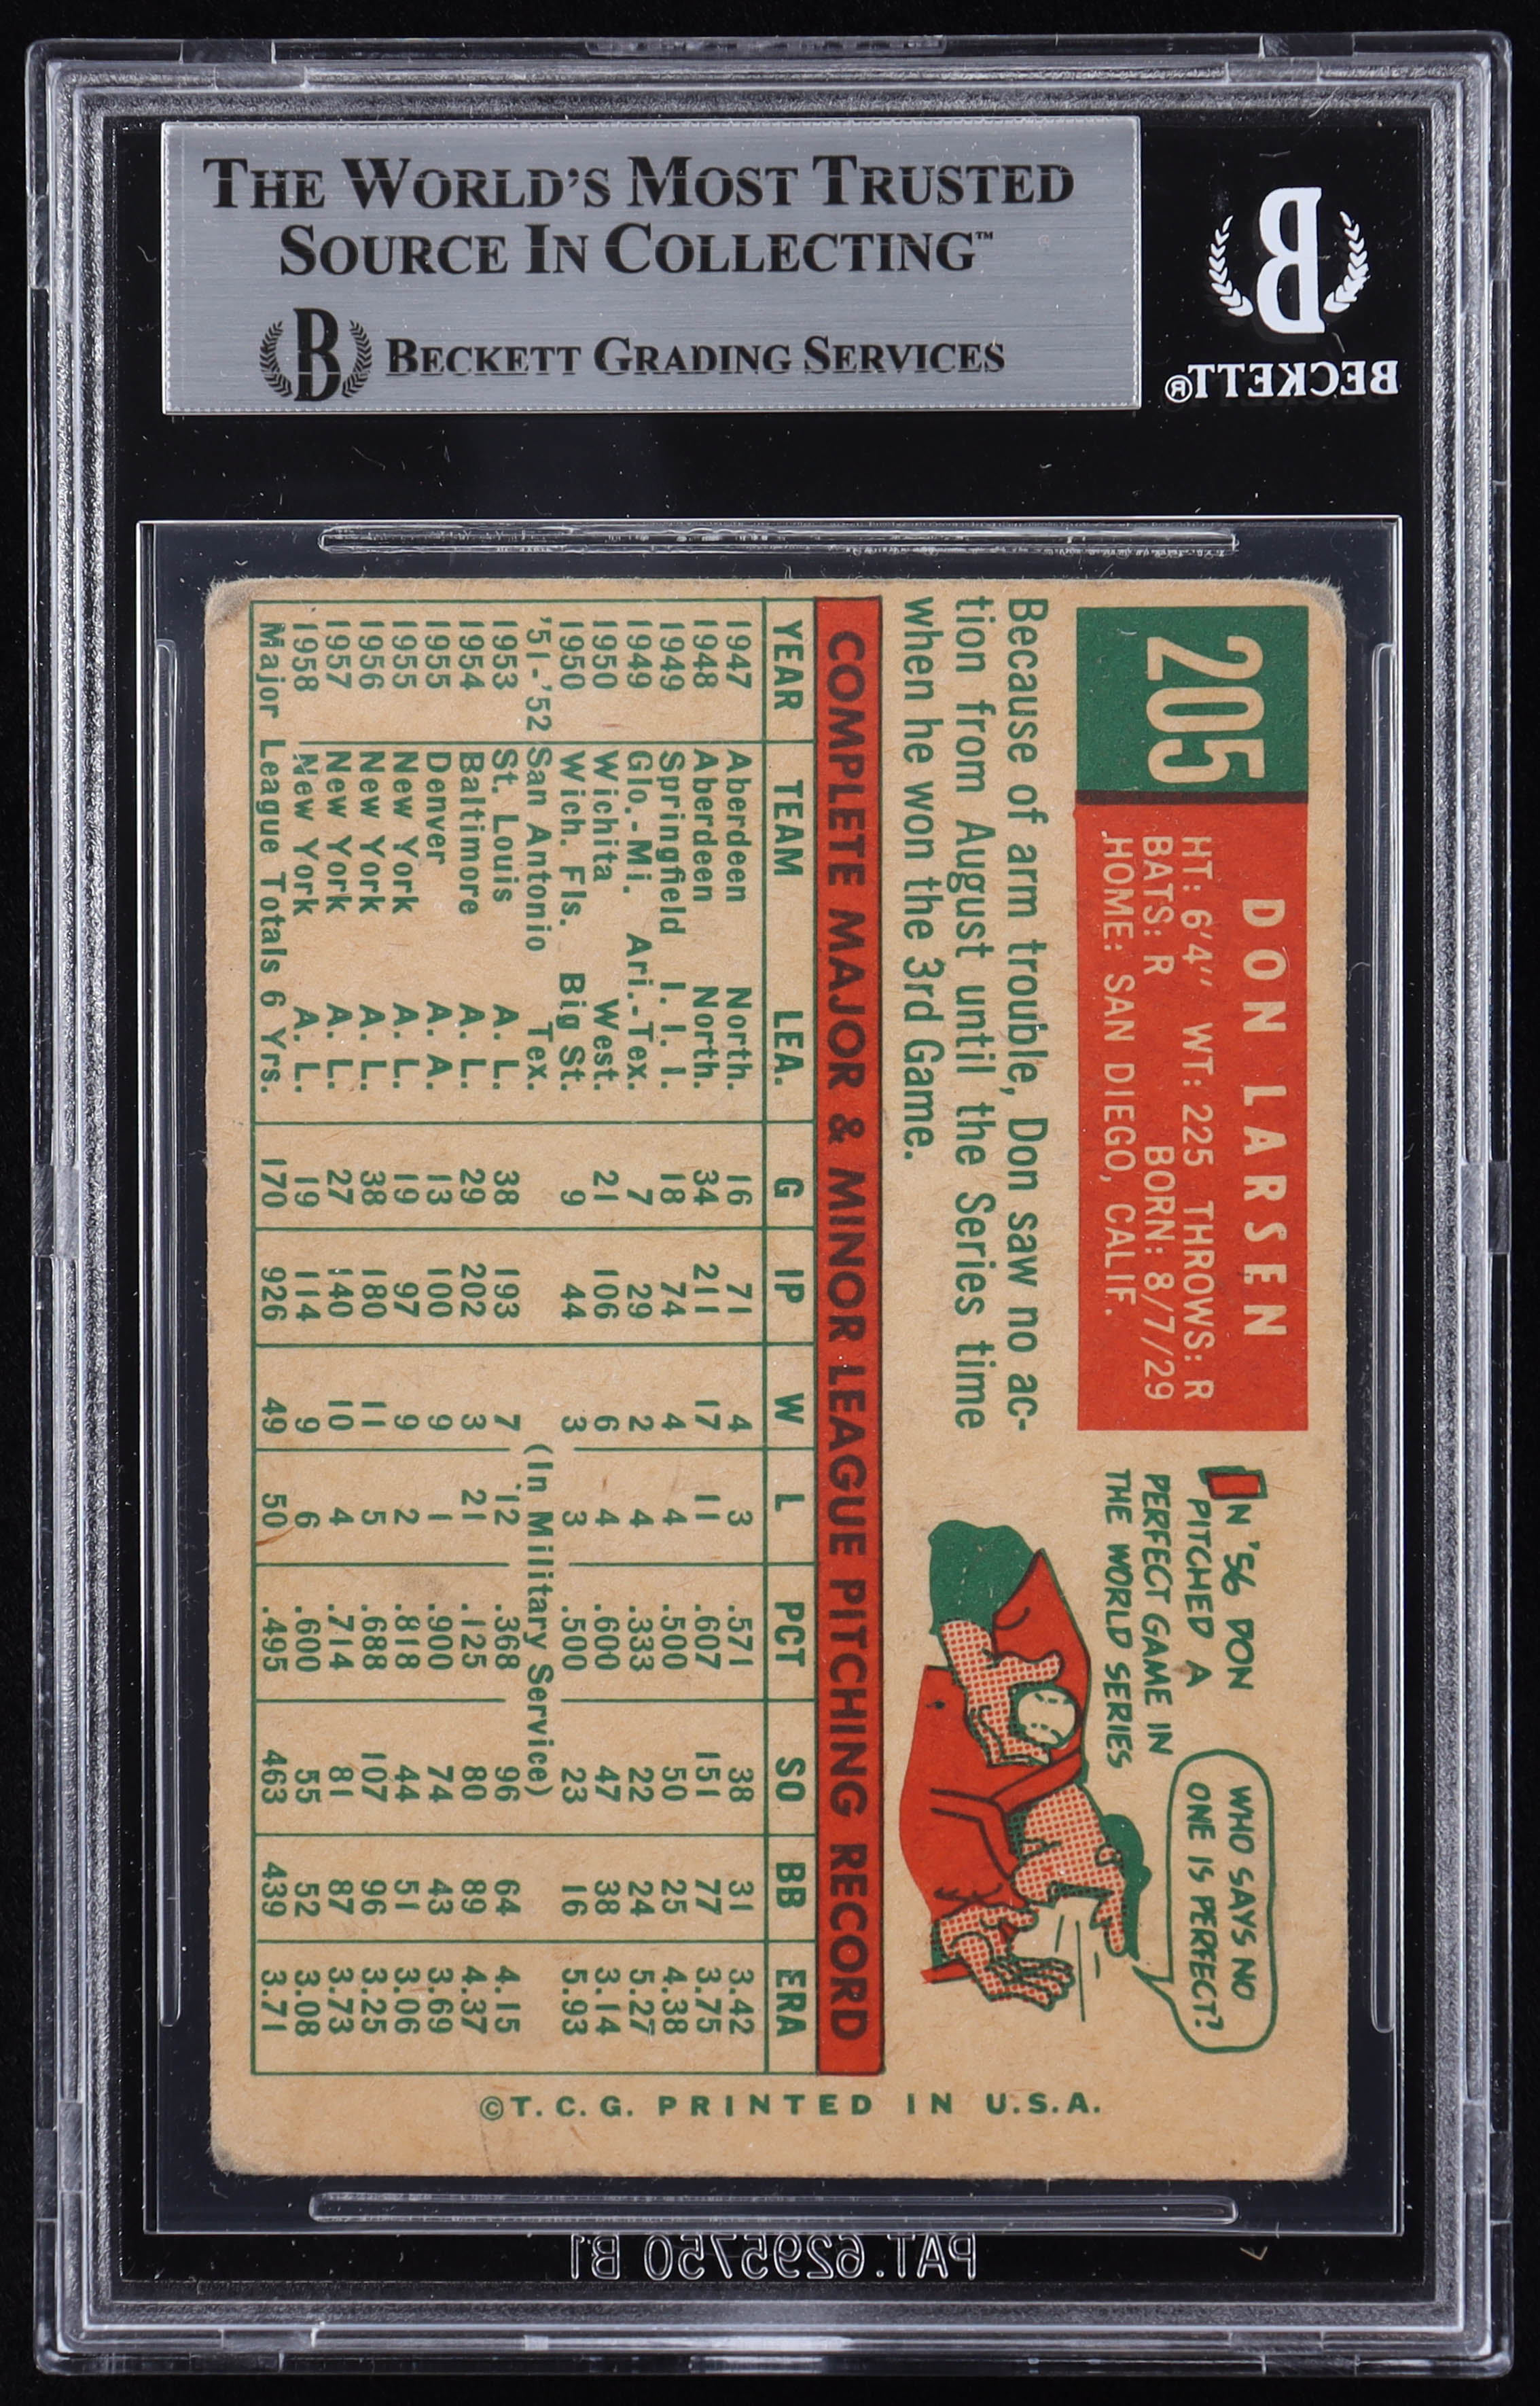 THE WORLD'S MOST TRUSTED
SOURCE IN COLLECTING™
B BECKETT GRADING SERVICES
B
BECKETT®
205
DON LARSEN
HT: 6'4" WT: 225 THROWS: R
BATS: R BORN: 8/7/29
HOME: SAN DIEGO, CALIF.
Because of arm trouble, Don saw no ac-
tion from August until the Series time
when he won the 3rd Game.
IN '56 DON
PITCHED A
PERFECT GAME IN
THE WORLD SERIES
WHO SAYS NO
ONE IS PERFECT?
COMPLETE MAJOR & MINOR LEAGUE PITCHING RECORD
YEAR TEAM LEA. G IP W L PCT SO BB ERA
1947 Aberdeen North. 16 71 4 3 .571 38 31 3.42
1948 Aberdeen North. 34 211 17 11 .607 151 77 3.75
1949 Springfield I. I. I. 18 74 4 4 .500 50 25 4.38
1949 Glo.-Mi. Ari.-Tex. 7 29 2 4 .333 22 24 5.27
1950 Wichita West. 21 106 6 4 .600 47 38 3.14
1950 Wich. Fls. Big St. 9 44 3 3 .500 23 16 5.93
'51-'52 San Antonio Tex. (In Military Service)
1953 St. Louis A. L. 38 193 7 12 .368 96 64 4.15
1954 Baltimore A. L. 29 202 3 21 .125 80 89 4.37
1955 Denver A. A. 13 100 9 1 .900 74 43 3.69
1955 New York A. L. 19 97 9 2 .818 44 51 3.06
1956 New York A. L. 38 180 11 5 .688 107 96 3.25
1957 New York A. L. 27 140 10 4 .714 81 87 3.73
1958 New York A. L. 19 114 9 6 .600 55 52 3.08
Major League Totals 6 Yrs. 170 926 49 50 .495 463 439 3.71
©T. C. G. PRINTED IN U.S.A.
PAT. 6295750 B1